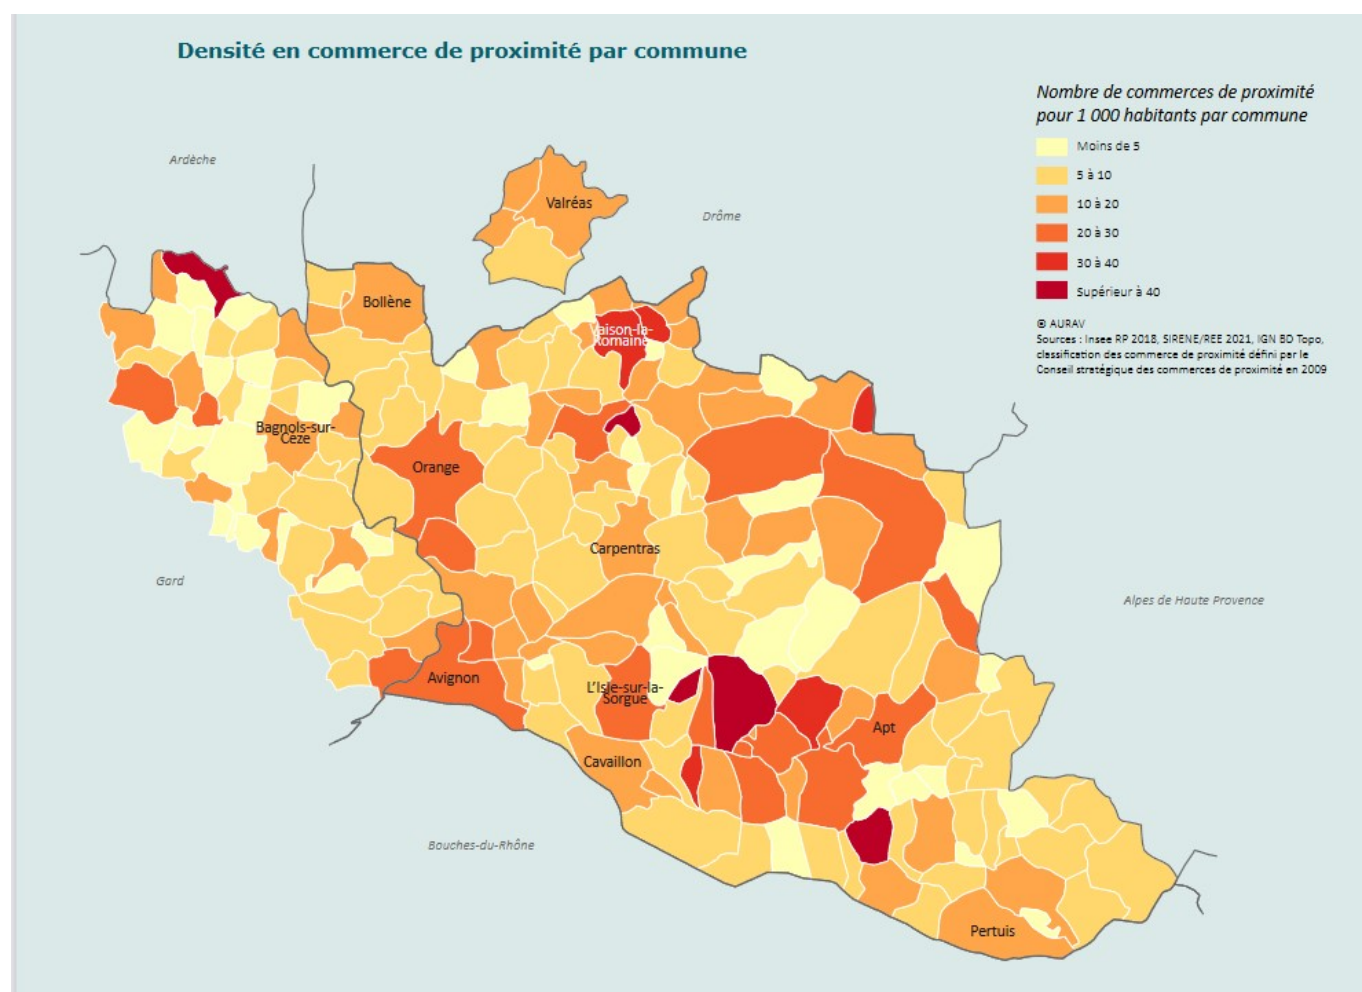 Densité en commerce de proximité par commune
Nombre de commerces de proximité
pour 1 000 habitants par commune
Moins de 5
5 à 10
10 à 20
20 à 30
30 à 40
Supérieur à 40
© AURAV
Sources : Insee RP 2018, SIRENE/REE 2021, IGN BD Topo,
classification des commerce de proximité défini par le
Conseil stratégique des commerces de proximité en 2009
Ardèche
Valréas
Drôme
Bollène
Vaison-la-
Romaine
Bagnols-sur-
Cèze
Orange
Carpentras
Gard
Alpes de Haute Provence
Avignon
L'Isle-sur-la-
Sorgue
Apt
Cavaillon
Bouches-du-Rhône
Pertuis